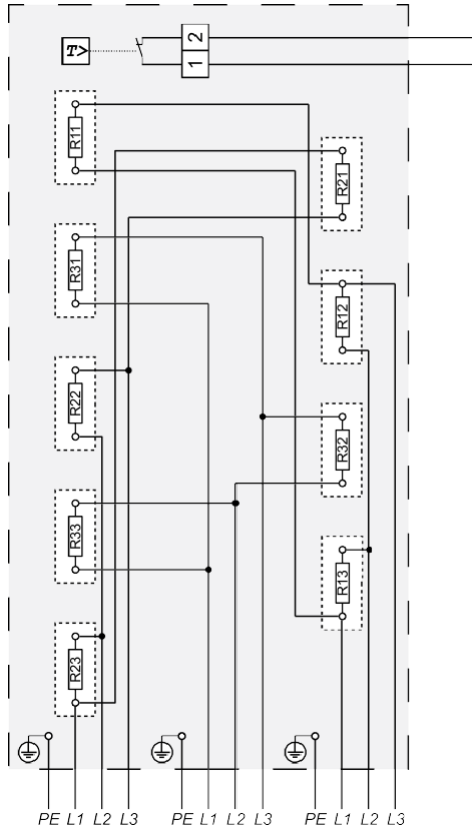 2
T>
1
R11
R21
R31
R12
R22
R32
R33
R13
R23
PE L1 L2 L3 PE L1 L2 L3 PE L1 L2 L3